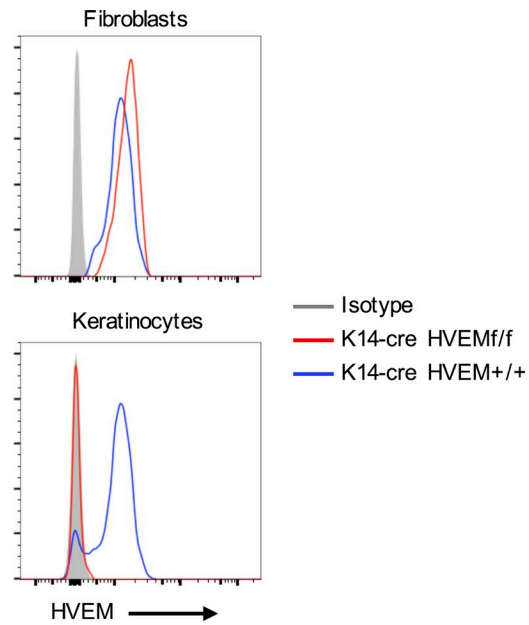 Fibroblasts
Isotype
K14-cre HVEMf/f
K14-cre HVEM+/+
Keratinocytes
HVEM